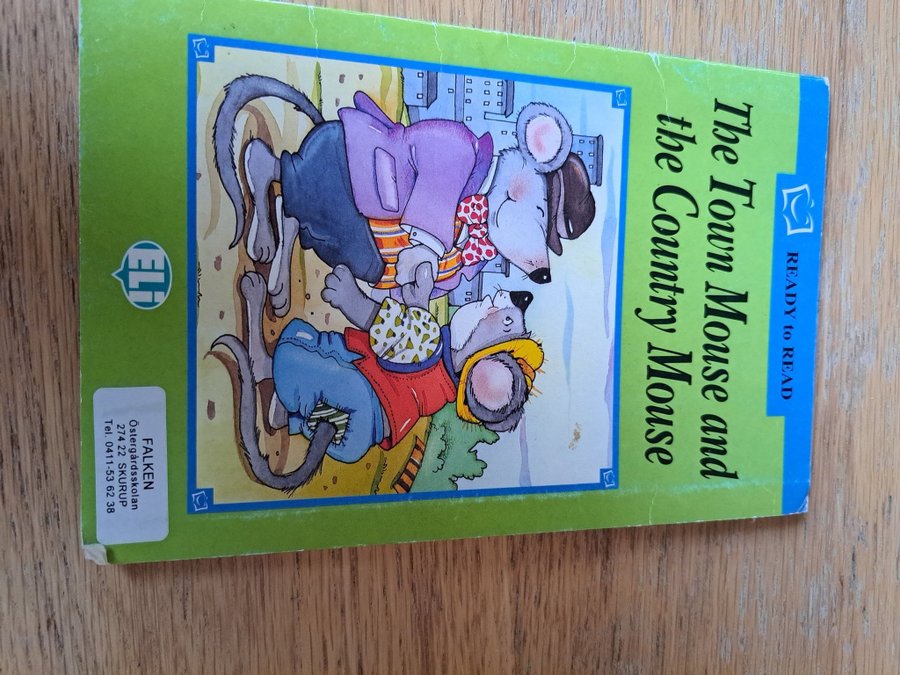 READY to READ
The Town Mouse and
the Country Mouse
ELI
FALKEN
Östergårdsskolan
274 22 SKURUP
Tel. 0411-53 62 38